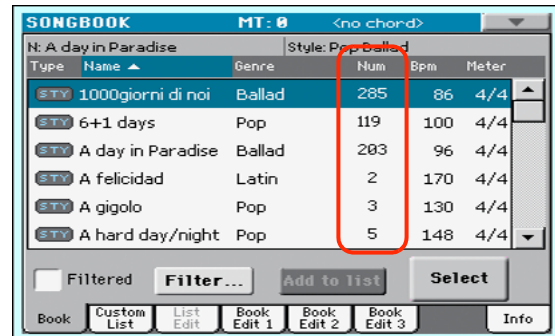 SONGBOOK MT: 0 <no chord>
N: A day in Paradise Style: Pop Ballad
Type Name Genre Num Bpm Meter
STY 1000giorni di noi Ballad 285 86 4/4
STY 6+1 days Pop 119 100 4/4
STY A day in Paradise Ballad 203 96 4/4
STY A felicidad Latin 2 170 4/4
STY A gigolo Pop 3 130 4/4
STY A hard day/night Pop 5 148 4/4
Filtered Filter... Add to list Select
Book Custom List List Edit Book Edit 1 Book Edit 2 Book Edit 3 Info